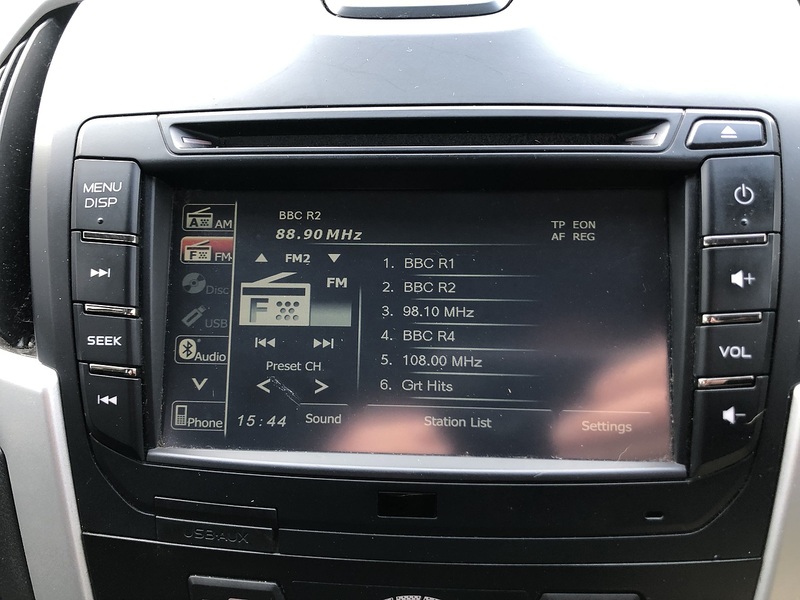 MENU
DISP
SEEK
VOL
A AM
F FM
Disc
USB
Audio
Phone
BBC R2
88.90 MHz
TP EON
AF REG
FM2
FM
F
Preset CH
1. BBC R1
2. BBC R2
3. 98.10 MHz
4. BBC R4
5. 108.00 MHz
6. Grt Hits
15:44
Sound
Station List
Settings
USB·AUX